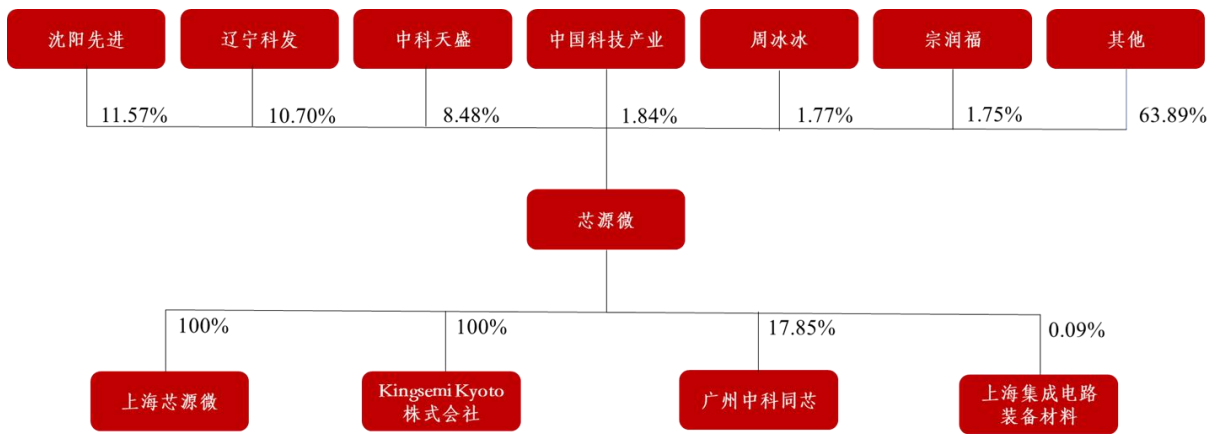 沈阳先进
辽宁科发
中科天盛
中国科技产业
周冰冰
宗润福
其他
11.57%
10.70%
8.48%
1.84%
1.77%
1.75%
63.89%
芯源微
100%
100%
17.85%
0.09%
上海芯源微
Kingsemi Kyoto
株式会社
广州中科同芯
上海集成电路
装备材料